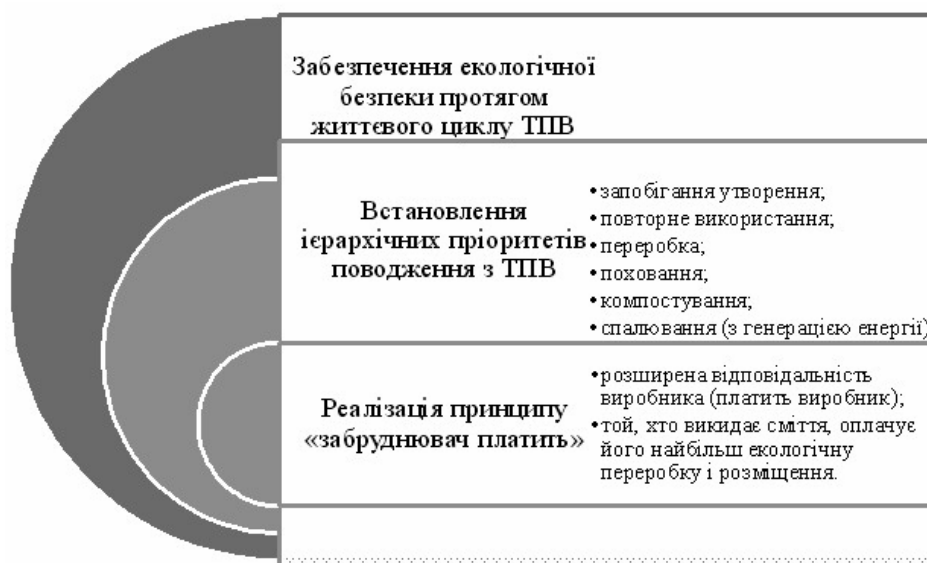 Забезпечення екологічної
безпеки протягом
життєвого циклу ТПВ
Встановлення
ієрархічних пріоритетів
поводження з ТПВ
•запобігання утворення;
•повторне використання;
•переробка;
•поховання;
•компостування;
•спалювання (з генерацією енергії)
Реалізація принципу
«забруднювач платить»
•розширена відповідальність
виробника (платить виробник);
•той, хто викидає сміття, оплачує
його найбільш екологічну
переробку і розміщення.